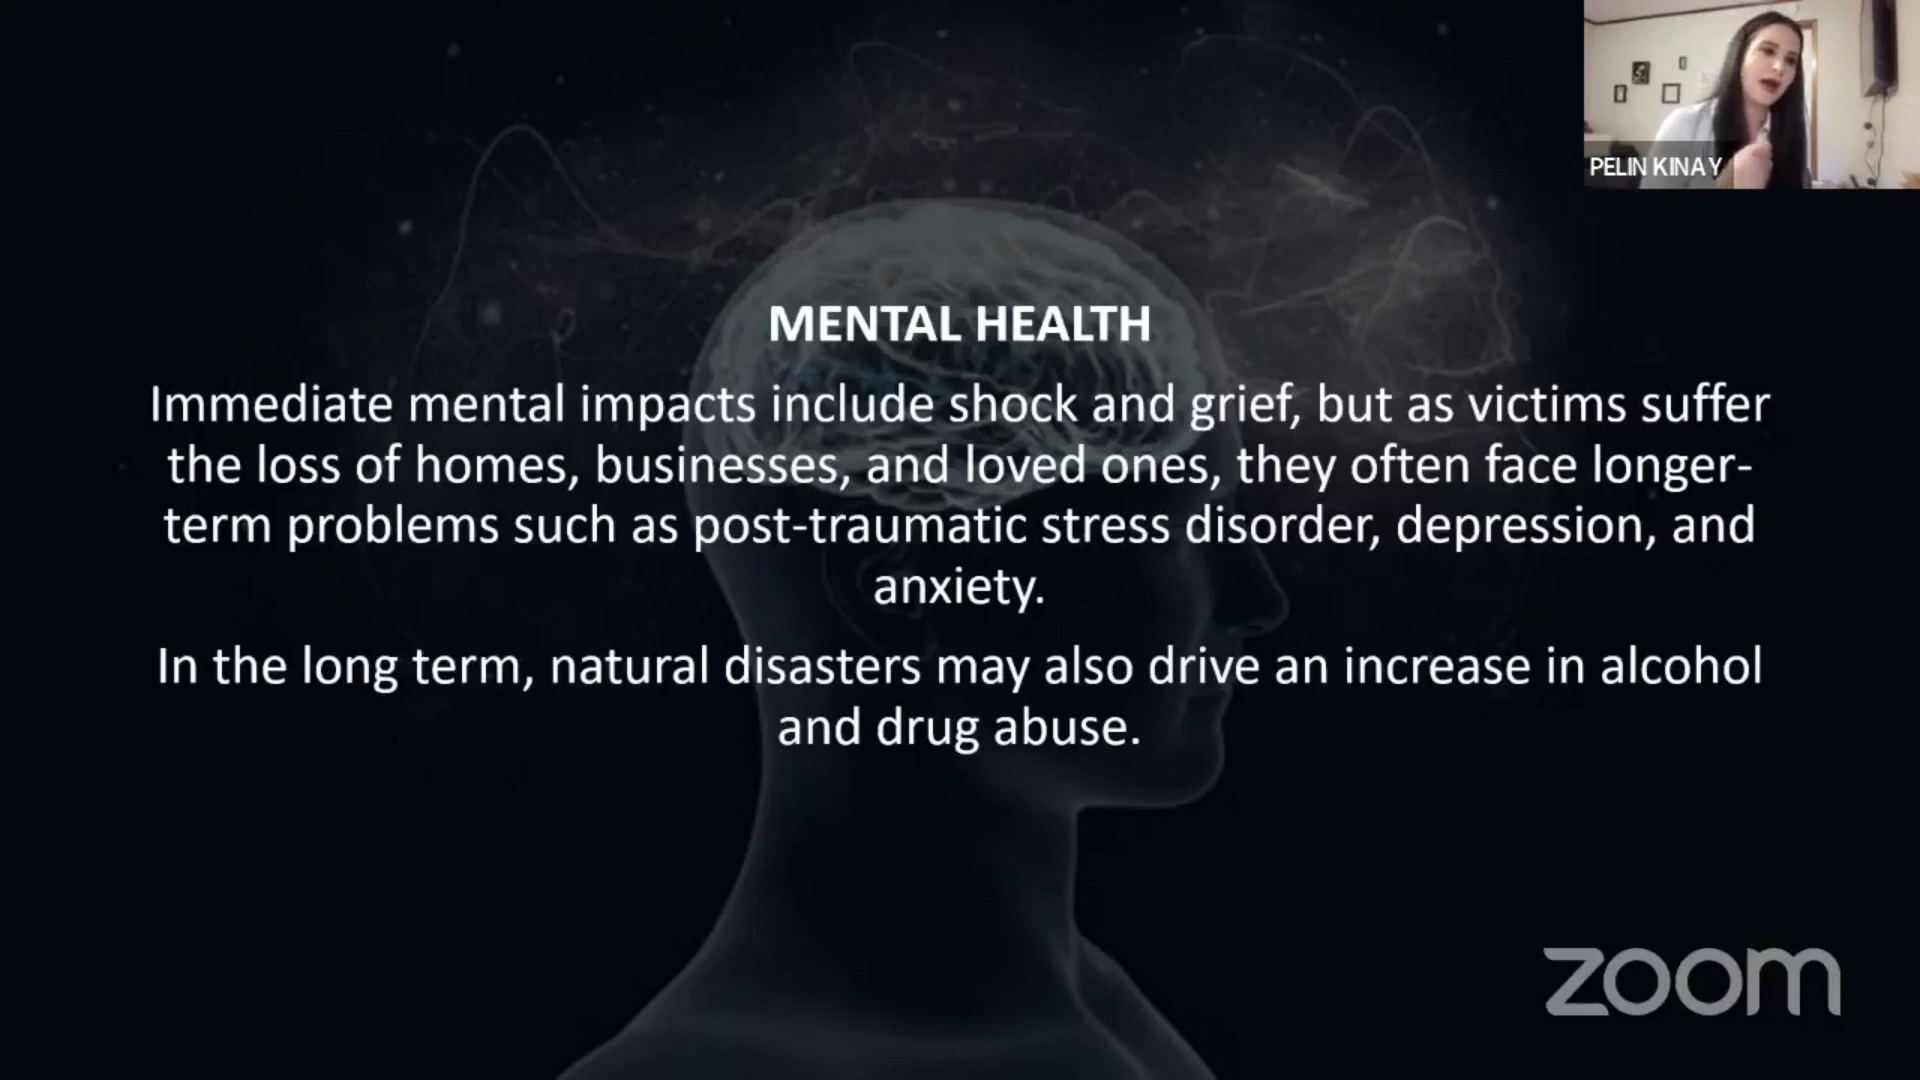 PELIN KINAY
MENTAL HEALTH
Immediate mental impacts include shock and grief, but as victims suffer
the loss of homes, businesses, and loved ones, they often face longer-
term problems such as post-traumatic stress disorder, depression, and
anxiety.
In the long term, natural disasters may also drive an increase in alcohol
and drug abuse.
zoom